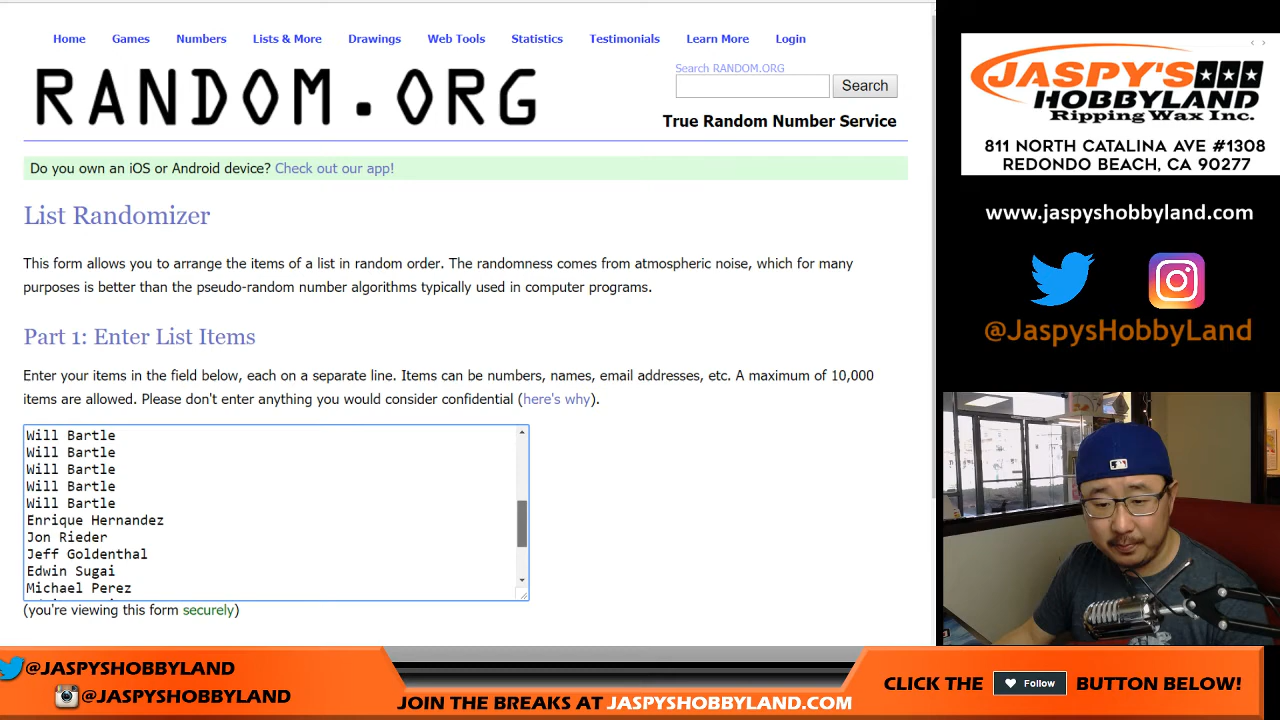 Home Games Numbers Lists & More Drawings Web Tools Statistics Testimonials Learn More Login
RANDOM.ORG
Search RANDOM.ORG
Search
True Random Number Service
Do you own an iOS or Android device? Check out our app!
List Randomizer
This form allows you to arrange the items of a list in random order. The randomness comes from atmospheric noise, which for many
purposes is better than the pseudo-random number algorithms typically used in computer programs.
Part 1: Enter List Items
Enter your items in the field below, each on a separate line. Items can be numbers, names, email addresses, etc. A maximum of 10,000
items are allowed. Please don't enter anything you would consider confidential (here's why).
Will Bartle
Will Bartle
Will Bartle
Will Bartle
Will Bartle
Enrique Hernandez
Jon Rieder
Jeff Goldenthal
Edwin Sugai
Michael Perez
(you're viewing this form securely)
JASPY'S
HOBBYLAND
Ripping Wax Inc.
811 NORTH CATALINA AVE #1308
REDONDO BEACH, CA 90277
www.jaspyshobbyland.com
@JaspysHobbyLand
@JASPYSHOBBYLAND
@JASPYSHOBBYLAND
JOIN THE BREAKS AT JASPYSHOBBYLAND.COM
CLICK THE Follow BUTTON BELOW!